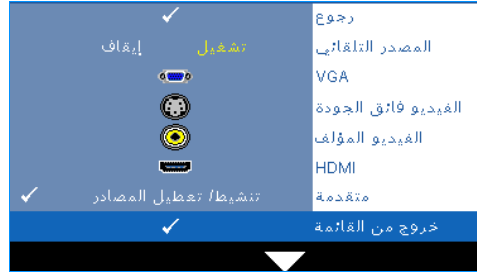 رجوع
المصدر التلقائي تشغيل إيقاف
VGA
الفيديو فائق الجودة
الفيديو المؤلف
HDMI
متقدمة تنشيط/ تعطيل المصادر
خروج من القائمة